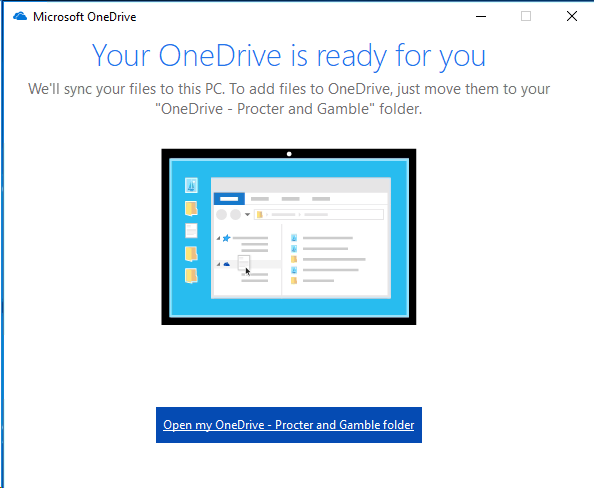 Microsoft OneDrive
Your OneDrive is ready for you
We'll sync your files to this PC. To add files to OneDrive, just move them to your
"OneDrive - Procter and Gamble" folder.
Open my OneDrive - Procter and Gamble folder